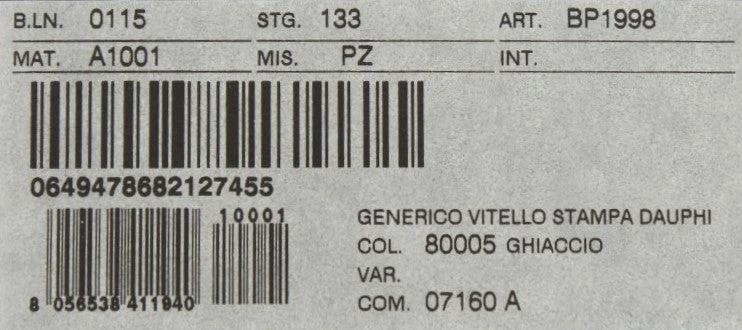 B.LN. 0115 STG. 133 ART. BP1998
MAT. A1001 MIS. PZ INT.
0649478682127455
10001
GENERICO VITELLO STAMPA DAUPHI
COL. 80005 GHIACCIO
VAR.
8 056538 411940
COM. 07160 A